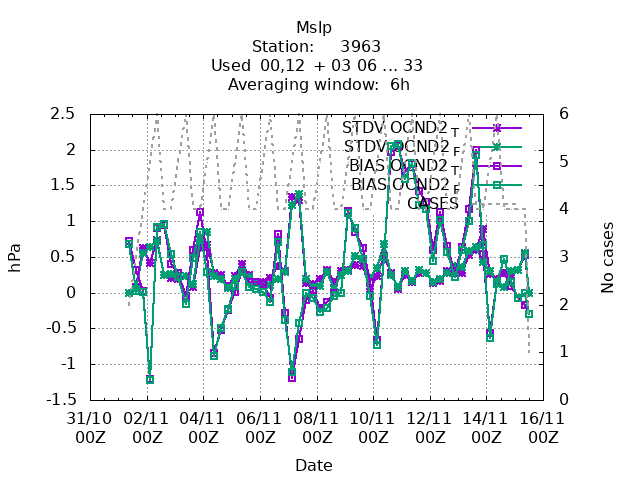 Mslp
Station: 3963
Used 00,12 + 03 06 ... 33
Averaging window: 6h
2.5
2
1.5
1
0.5
0
-0.5
-1
-1.5
hPa
6
5
4
3
2
1
0
No cases
STDV OCND2 T
STDV OCND2 F
BIAS OCND2 T
BIAS OCND2 F
CASES
31/10 02/11 04/11 06/11 08/11 10/11 12/11 14/11 16/11
00Z 00Z 00Z 00Z 00Z 00Z 00Z 00Z 00Z
Date